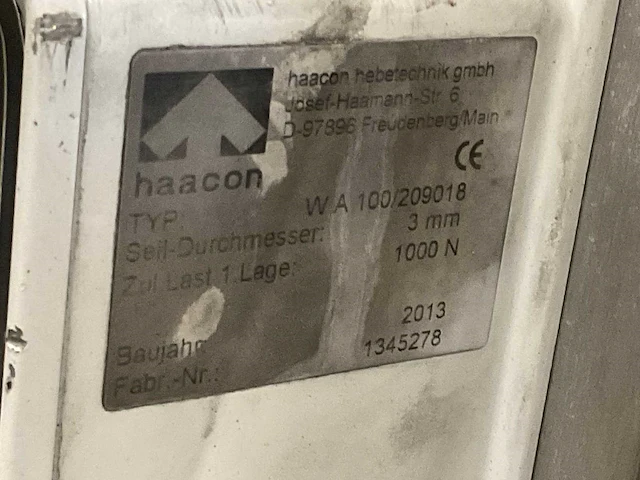 haacon hebetechnik gmbh
Josef-Haamann-Str. 6
D-97896 Freudenberg/Main
CE
haacon
TYP: WA 100/209018
Seil-Durchmesser: 3 mm
Zul Last 1.Lage: 1000 N
Baujahr 2013
Fabr.-Nr.: 1345278